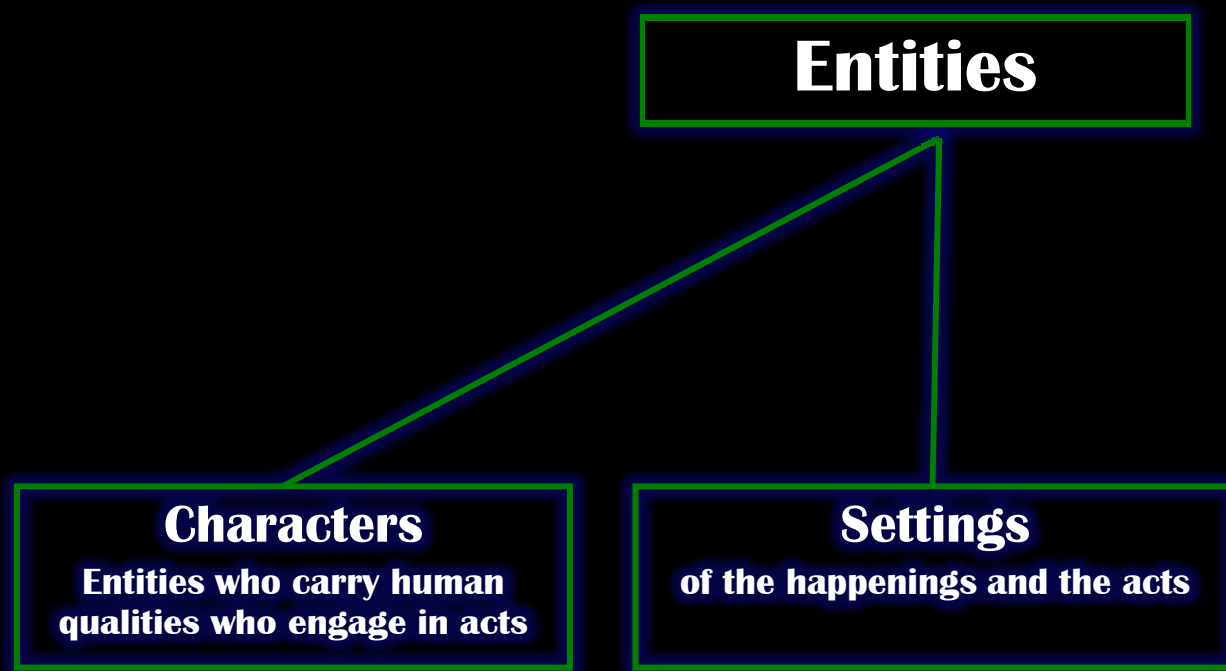 Entities
Characters
Entities who carry human
qualities who engage in acts
Settings
of the happenings and the acts